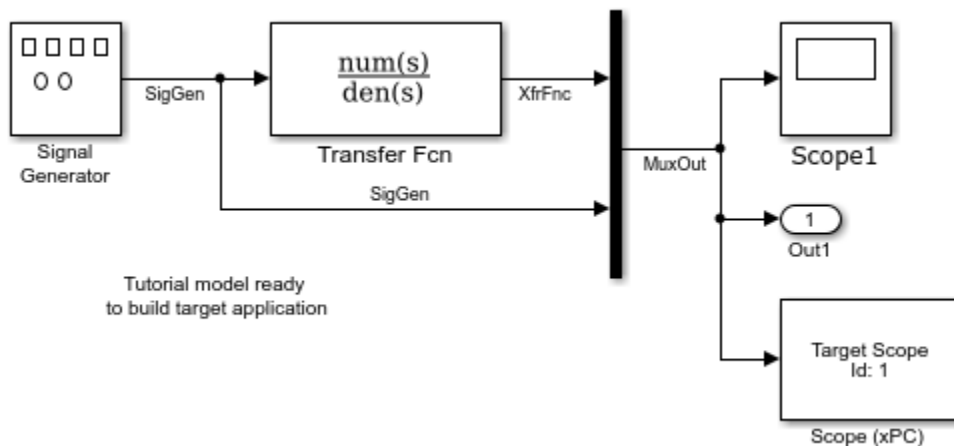 num(s)
den(s)
SigGen
XfrFnc
Signal
Generator
Transfer Fcn
Scope1
MuxOut
SigGen
1
Out1
Tutorial model ready
to build target application
Target Scope
Id: 1
Scope (xPC)